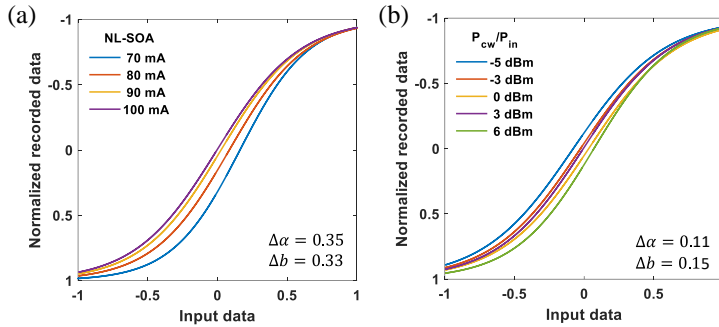 (a)
NL-SOA
70 mA
80 mA
90 mA
100 mA
Normalized recorded data
-1
-0.5
0
0.5
1
-1
-0.5
0
0.5
1
Input data
Δα = 0.35
Δb = 0.33
(b)
P_cw/P_in
-5 dBm
-3 dBm
0 dBm
3 dBm
6 dBm
Normalized recorded data
-1
-0.5
0
0.5
1
-1
-0.5
0
0.5
Input data
Δα = 0.11
Δb = 0.15